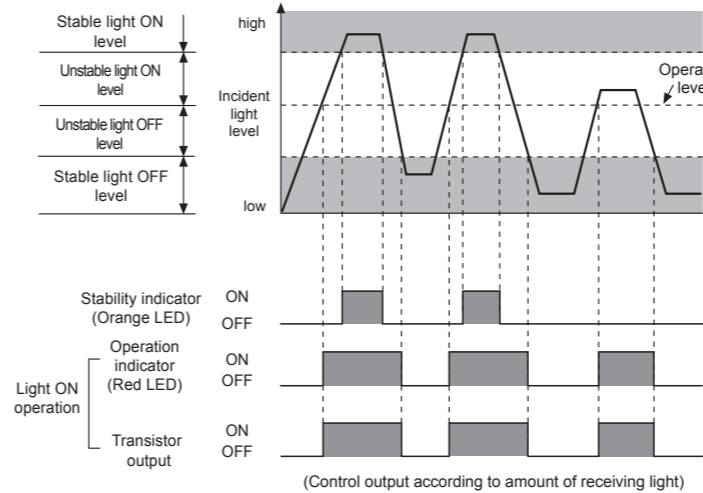 Stable light ON
level
Unstable light ON
level
Unstable light OFF
level
Stable light OFF
level
high
Incident
light
level
low
Stability indicator
(Orange LED)
ON
OFF
Light ON
operation
Operation
indicator
(Red LED)
ON
OFF
Transistor
output
ON
OFF
(Control output according to amount of receiving light)